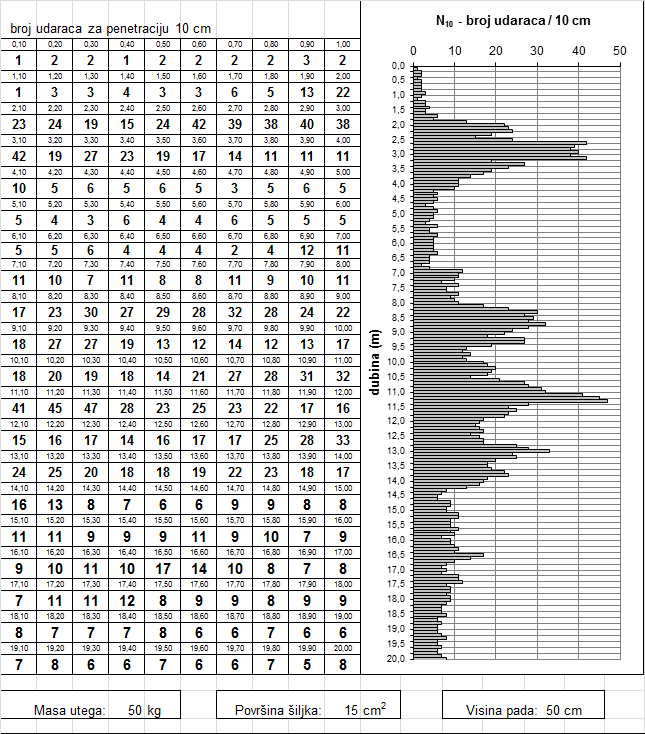 broj udaraca za penetraciju 10 cm
0,10 0,20 0,30 0,40 0,50 0,60 0,70 0,80 0,90 1,00
1 2 2 1 2 2 2 2 3 2
1,10 1,20 1,30 1,40 1,50 1,60 1,70 1,80 1,90 2,00
1 3 3 4 3 3 6 5 13 22
2,10 2,20 2,30 2,40 2,50 2,60 2,70 2,80 2,90 3,00
23 24 19 15 24 42 39 38 40 38
3,10 3,20 3,30 3,40 3,50 3,60 3,70 3,80 3,90 4,00
42 19 27 23 19 17 14 11 11 11
4,10 4,20 4,30 4,40 4,50 4,60 4,70 4,80 4,90 5,00
10 5 6 5 6 5 3 5 6 5
5,10 5,20 5,30 5,40 5,50 5,60 5,70 5,80 5,90 6,00
5 4 3 6 4 4 6 5 5 5
6,10 6,20 6,30 6,40 6,50 6,60 6,70 6,80 6,90 7,00
5 5 6 4 4 4 2 4 12 11
7,10 7,20 7,30 7,40 7,50 7,60 7,70 7,80 7,90 8,00
11 10 7 11 8 8 11 9 10 11
8,10 8,20 8,30 8,40 8,50 8,60 8,70 8,80 8,90 9,00
17 23 30 27 29 28 32 28 24 22
9,10 9,20 9,30 9,40 9,50 9,60 9,70 9,80 9,90 10,00
18 27 27 19 13 12 14 12 13 17
10,10 10,20 10,30 10,40 10,50 10,60 10,70 10,80 10,90 11,00
18 20 19 18 14 21 27 28 31 32
11,10 11,20 11,30 11,40 11,50 11,60 11,70 11,80 11,90 12,00
41 45 47 28 23 25 23 22 17 16
12,10 12,20 12,30 12,40 12,50 12,60 12,70 12,80 12,90 13,00
15 16 17 14 16 17 17 25 28 33
13,10 13,20 13,30 13,40 13,50 13,60 13,70 13,80 13,90 14,00
24 25 20 18 18 19 22 23 18 17
14,10 14,20 14,30 14,40 14,50 14,60 14,70 14,80 14,90 15,00
16 13 8 7 6 6 9 9 8 8
15,10 15,20 15,30 15,40 15,50 15,60 15,70 15,80 15,90 16,00
11 11 9 9 9 11 9 10 7 9
16,10 16,20 16,30 16,40 16,50 16,60 16,70 16,80 16,90 17,00
9 10 11 10 17 14 10 8 7 8
17,10 17,20 17,30 17,40 17,50 17,60 17,70 17,80 17,90 18,00
7 11 11 12 8 9 9 8 9 9
18,10 18,20 18,30 18,40 18,50 18,60 18,70 18,80 18,90 19,00
8 7 7 7 8 6 6 7 6 6
19,10 19,20 19,30 19,40 19,50 19,60 19,70 19,80 19,90 20,00
7 8 6 6 7 6 6 7 5 8
N10 - broj udaraca / 10 cm
0 10 20 30 40 50
dubina (m)
0,0
0,5
1,0
1,5
2,0
2,5
3,0
3,5
4,0
4,5
5,0
5,5
6,0
6,5
7,0
7,5
8,0
8,5
9,0
9,5
10,0
10,5
11,0
11,5
12,0
12,5
13,0
13,5
14,0
14,5
15,0
15,5
16,0
16,5
17,0
17,5
18,0
18,5
19,0
19,5
20,0
Masa utega: 50 kg
Površina šiljka: 15 cm²
Visina pada: 50 cm